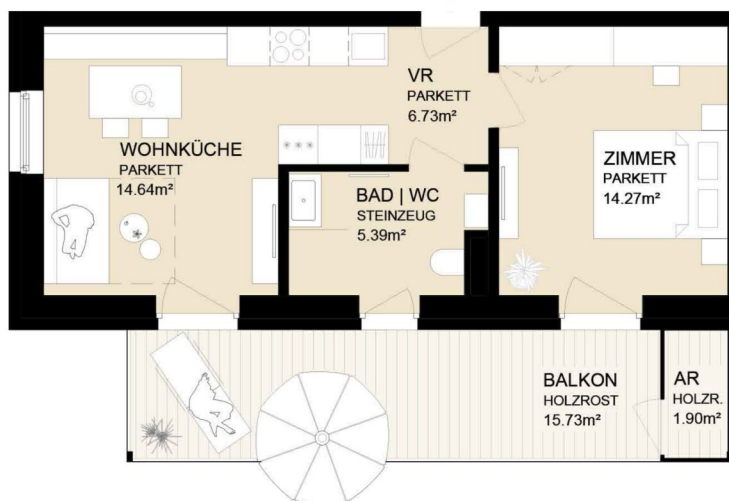 VR
PARKETT
6.73m²
WOHNKÜCHE
PARKETT
14.64m²
ZIMMER
PARKETT
14.27m²
BAD | WC
STEINZEUG
5.39m²
BALKON
HOLZROST
15.73m²
AR
HOLZR.
1.90m²